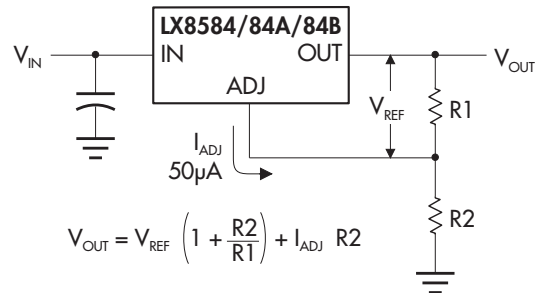 LX8584/84A/84B
V_IN
IN
OUT
V_OUT
ADJ
V_REF
R1
I_ADJ
50µA
R2
V_OUT = V_REF (1 + R2/R1) + I_ADJ R2